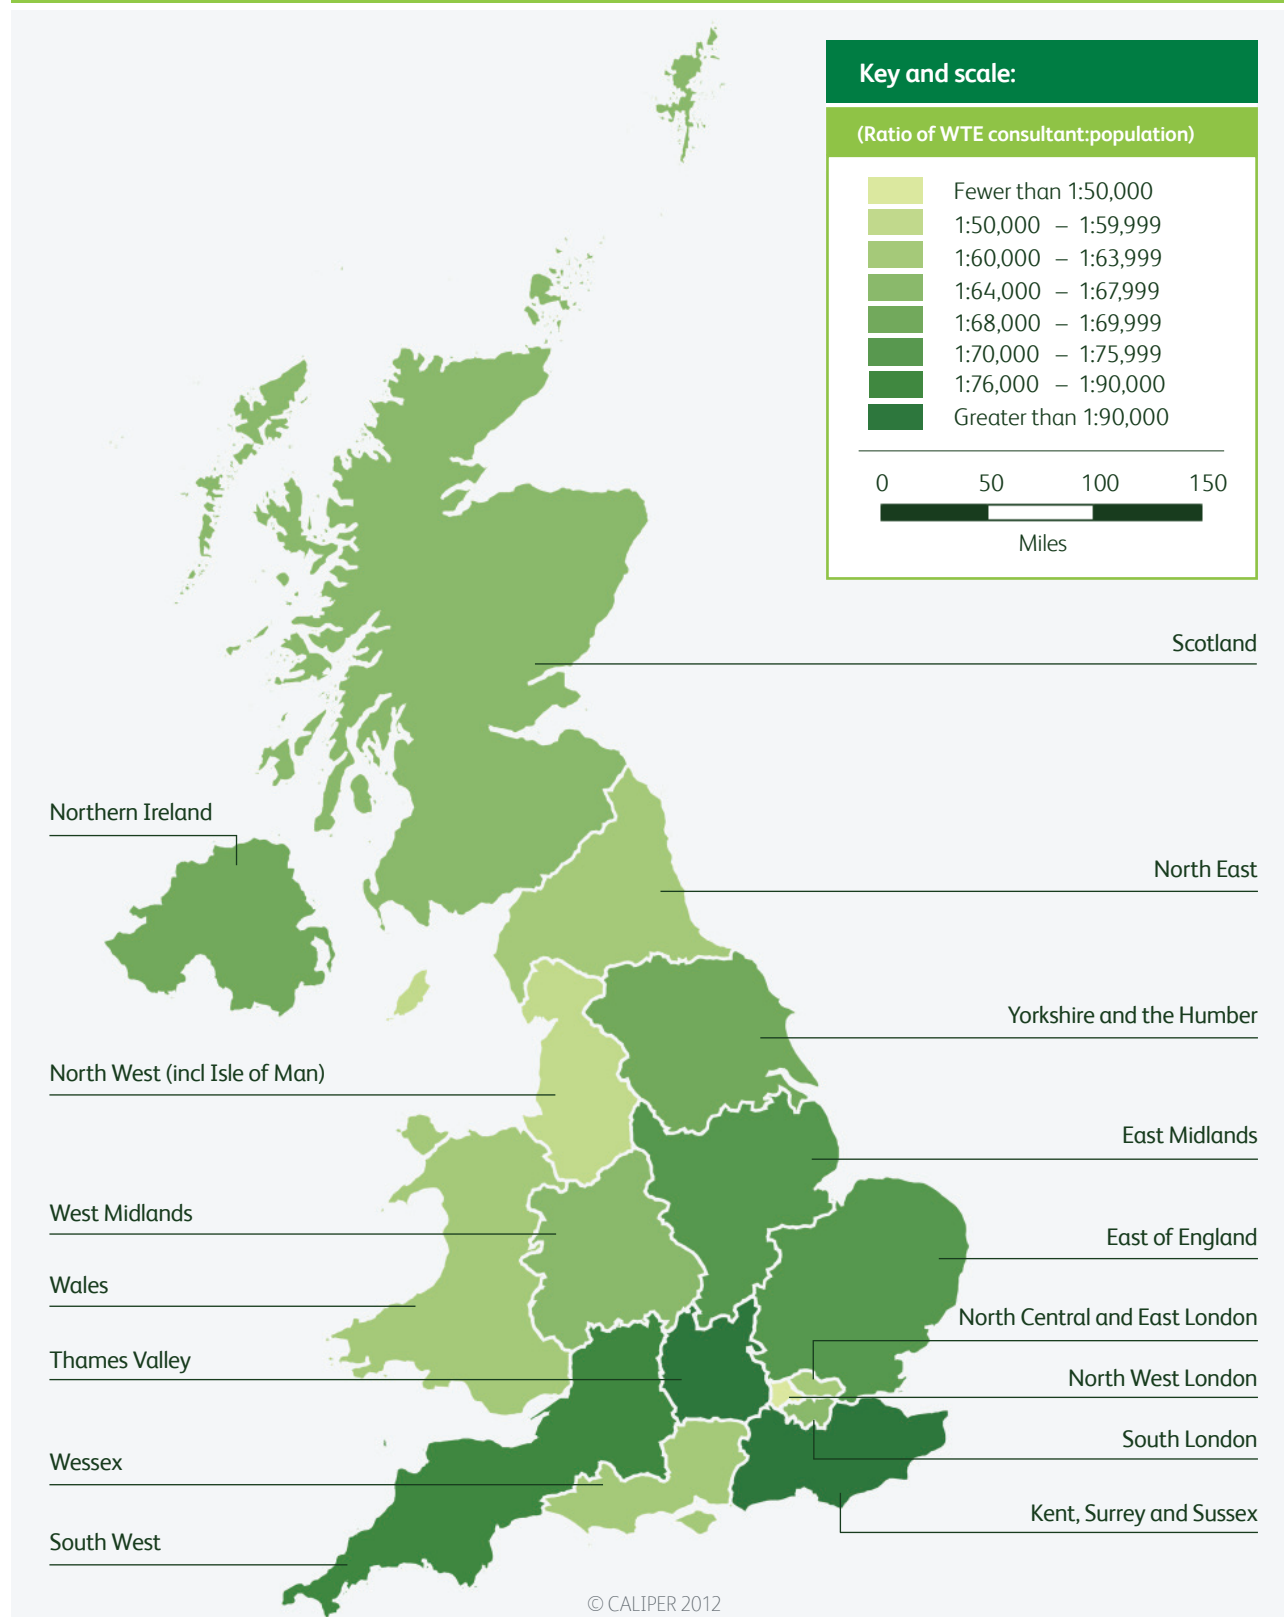 Key and scale:
(Ratio of WTE consultant:population)
Fewer than 1:50,000
1:50,000 – 1:59,999
1:60,000 – 1:63,999
1:64,000 – 1:67,999
1:68,000 – 1:69,999
1:70,000 – 1:75,999
1:76,000 – 1:90,000
Greater than 1:90,000
0 50 100 150
Miles
Scotland
Northern Ireland
North East
Yorkshire and the Humber
North West (incl Isle of Man)
East Midlands
West Midlands
East of England
Wales
North Central and East London
Thames Valley
North West London
South London
Wessex
Kent, Surrey and Sussex
South West
© CALIPER 2012